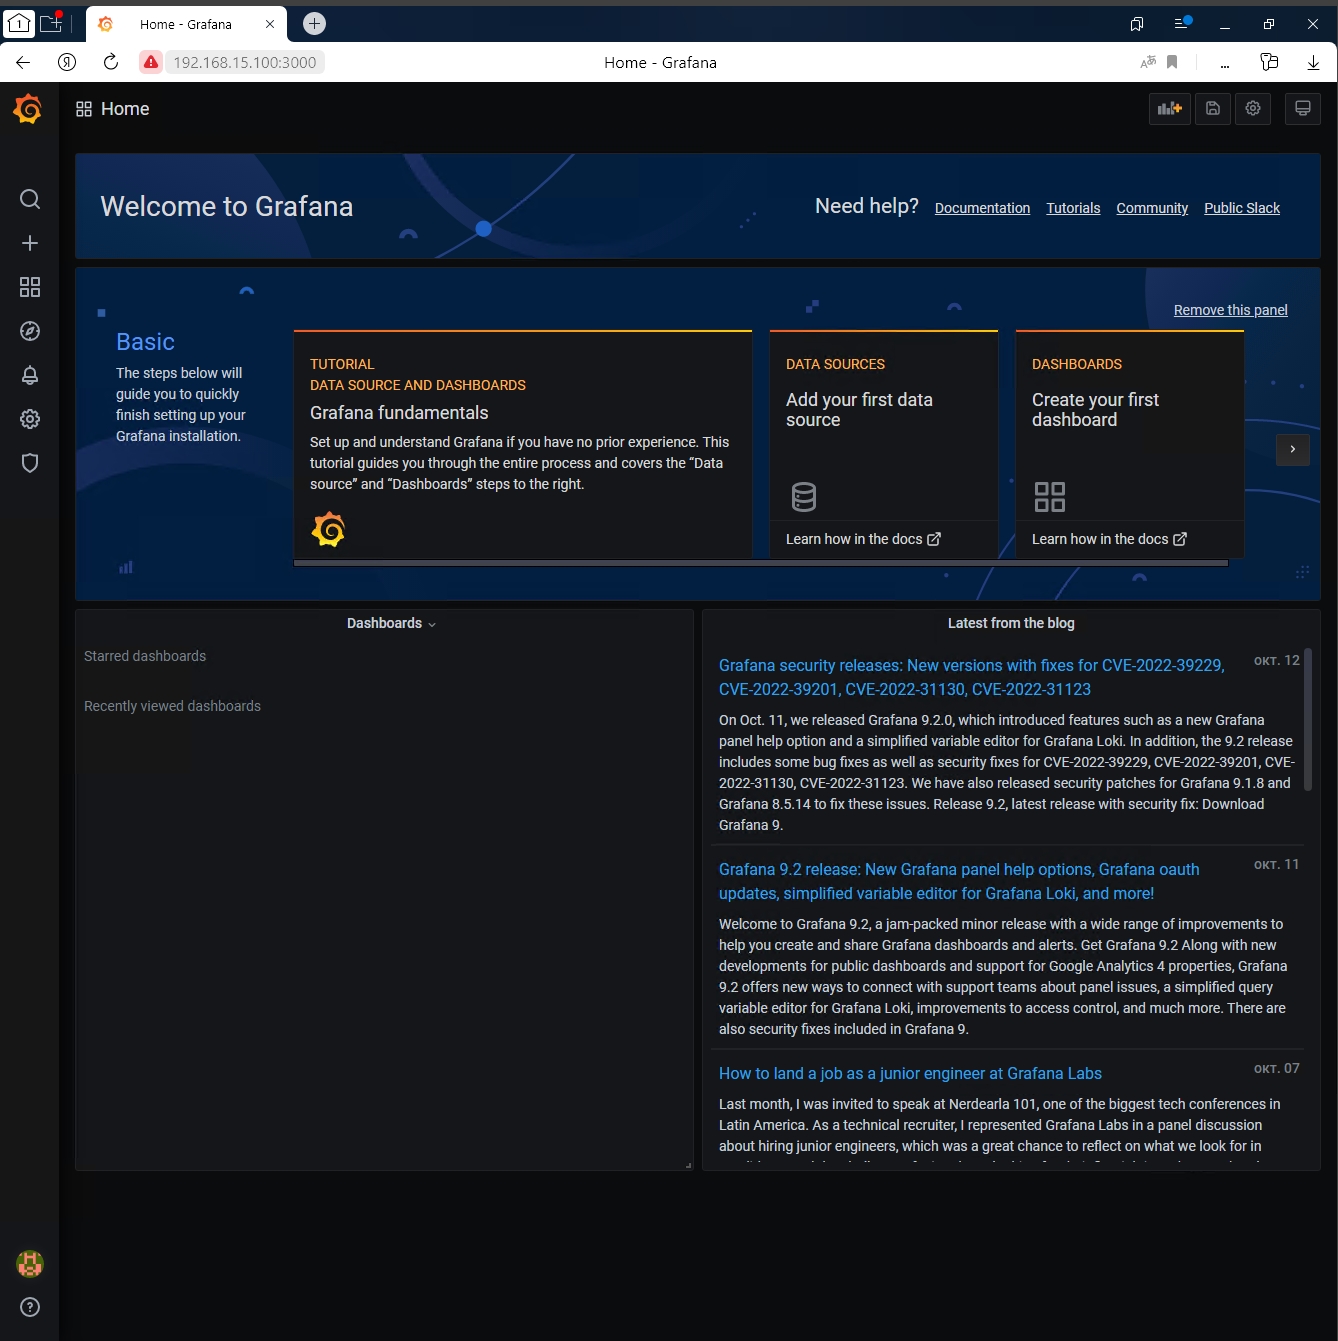 1
Home - Grafana
Я
192.168.15.100:3000
Home - Grafana
Home
Welcome to Grafana
Need help?
Documentation
Tutorials
Community
Public Slack
Remove this panel
Basic
The steps below will
guide you to quickly
finish setting up your
Grafana installation.
TUTORIAL
DATA SOURCE AND DASHBOARDS
Grafana fundamentals
Set up and understand Grafana if you have no prior experience. This
tutorial guides you through the entire process and covers the “Data
source” and “Dashboards” steps to the right.
DATA SOURCES
Add your first data
source
Learn how in the docs
DASHBOARDS
Create your first
dashboard
Learn how in the docs
Dashboards
Starred dashboards
Recently viewed dashboards
Latest from the blog
Grafana security releases: New versions with fixes for CVE-2022-39229,
CVE-2022-39201, CVE-2022-31130, CVE-2022-31123
окт. 12
On Oct. 11, we released Grafana 9.2.0, which introduced features such as a new Grafana
panel help option and a simplified variable editor for Grafana Loki. In addition, the 9.2 release
includes some bug fixes as well as security fixes for CVE-2022-39229, CVE-2022-39201, CVE-
2022-31130, CVE-2022-31123. We have also released security patches for Grafana 9.1.8 and
Grafana 8.5.14 to fix these issues. Release 9.2, latest release with security fix: Download
Grafana 9.
Grafana 9.2 release: New Grafana panel help options, Grafana oauth
updates, simplified variable editor for Grafana Loki, and more!
окт. 11
Welcome to Grafana 9.2, a jam-packed minor release with a wide range of improvements to
help you create and share Grafana dashboards and alerts. Get Grafana 9.2 Along with new
developments for public dashboards and support for Google Analytics 4 properties, Grafana
9.2 offers new ways to connect with support teams about panel issues, a simplified query
variable editor for Grafana Loki, improvements to access control, and much more. There are
also security fixes included in Grafana 9.
How to land a job as a junior engineer at Grafana Labs
окт. 07
Last month, I was invited to speak at Nerdearla 101, one of the biggest tech conferences in
Latin America. As a technical recruiter, I represented Grafana Labs in a panel discussion
about hiring junior engineers, which was a great chance to reflect on what we look for in